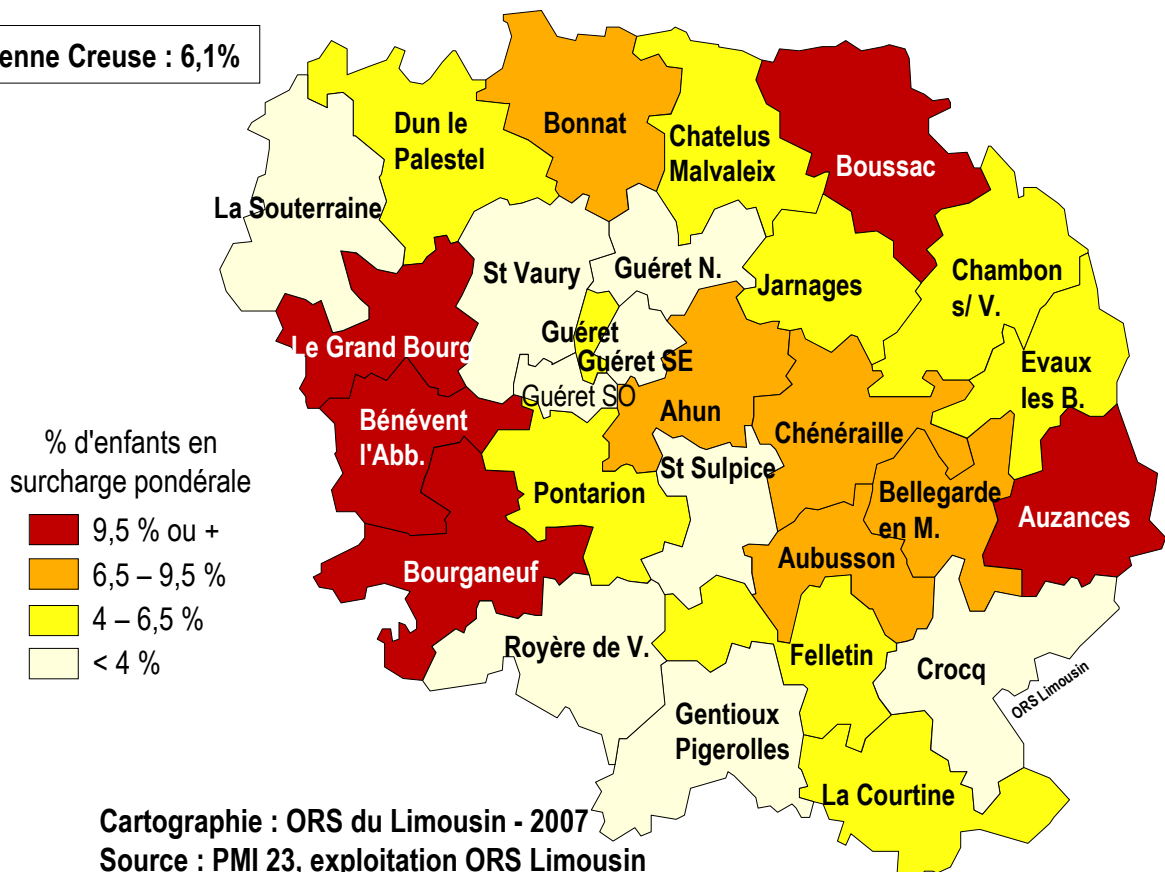 enne Creuse : 6,1%
Dun le
Palestel
Bonnat
Chatelus
Malvaleix
Boussac
La Souterraine
St Vaury
Guéret N.
Jarnages
Chambon
s/ V.
Guéret
Guéret SE
Le Grand Bourg
Evaux
les B.
Guéret SO
Ahun
Bénévent
l'Abb.
Chénéraille
St Sulpice
Pontarion
Bellegarde
en M.
Auzances
Aubusson
Bourganeuf
Royère de V.
Felletin
Crocq
ORS Limousin
Gentioux
Pigerolles
La Courtine
% d'enfants en
surcharge pondérale
9,5 % ou +
6,5 – 9,5 %
4 – 6,5 %
< 4 %
Cartographie : ORS du Limousin - 2007
Source : PMI 23, exploitation ORS Limousin